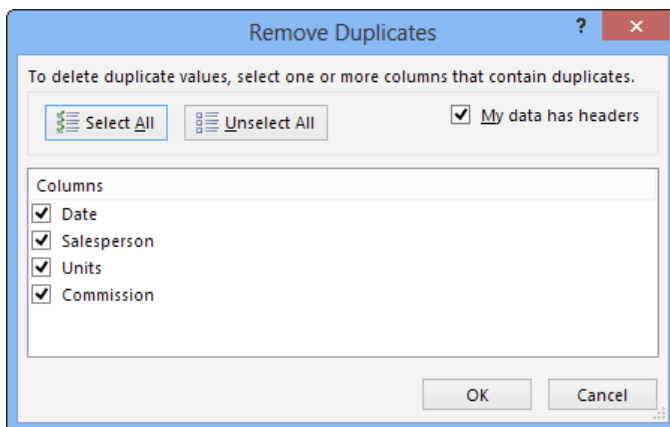 Remove Duplicates
?
To delete duplicate values, select one or more columns that contain duplicates.
Select All
Unselect All
My data has headers
Columns
Date
Salesperson
Units
Commission
OK
Cancel